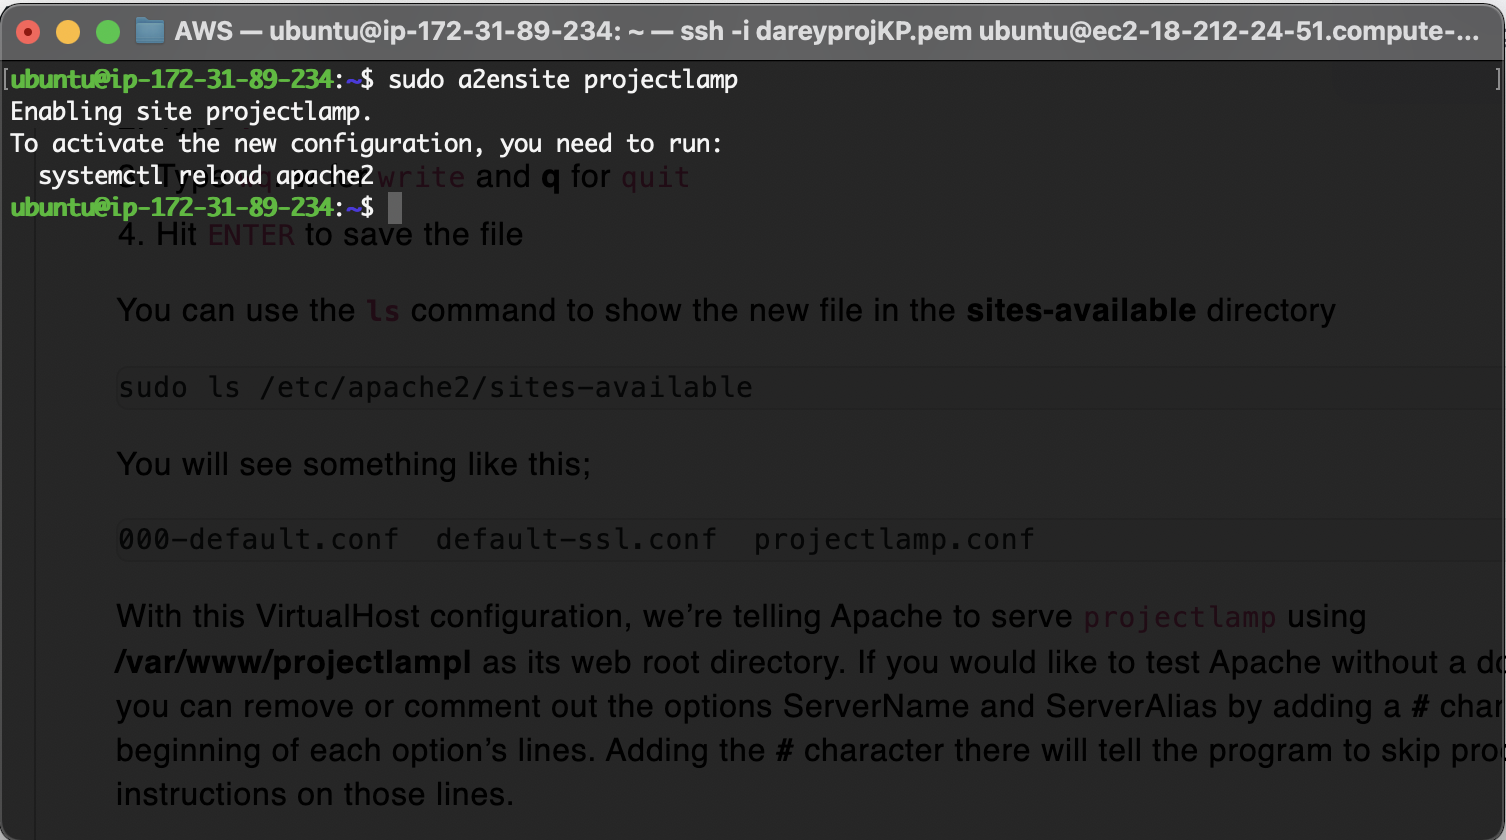 AWS — ubuntu@ip-172-31-89-234: ~ — ssh -i dareyprojKP.pem ubuntu@ec2-18-212-24-51.compute-...
[ubuntu@ip-172-31-89-234:~$ sudo a2ensite projectlamp ]
Enabling site projectlamp.
To activate the new configuration, you need to run:
systemctl reload apache2
write and q for quit
ubuntu@ip-172-31-89-234:~$
4. Hit ENTER to save the file
You can use the ls command to show the new file in the sites-available directory
sudo ls /etc/apache2/sites-available
You will see something like this;
000-default.conf default-ssl.conf projectlamp.conf
With this VirtualHost configuration, we’re telling Apache to serve projectlamp using
/var/www/projectlampl as its web root directory. If you would like to test Apache without a
you can remove or comment out the options ServerName and ServerAlias by adding a # char
beginning of each option’s lines. Adding the # character there will tell the program to skip
instructions on those lines.